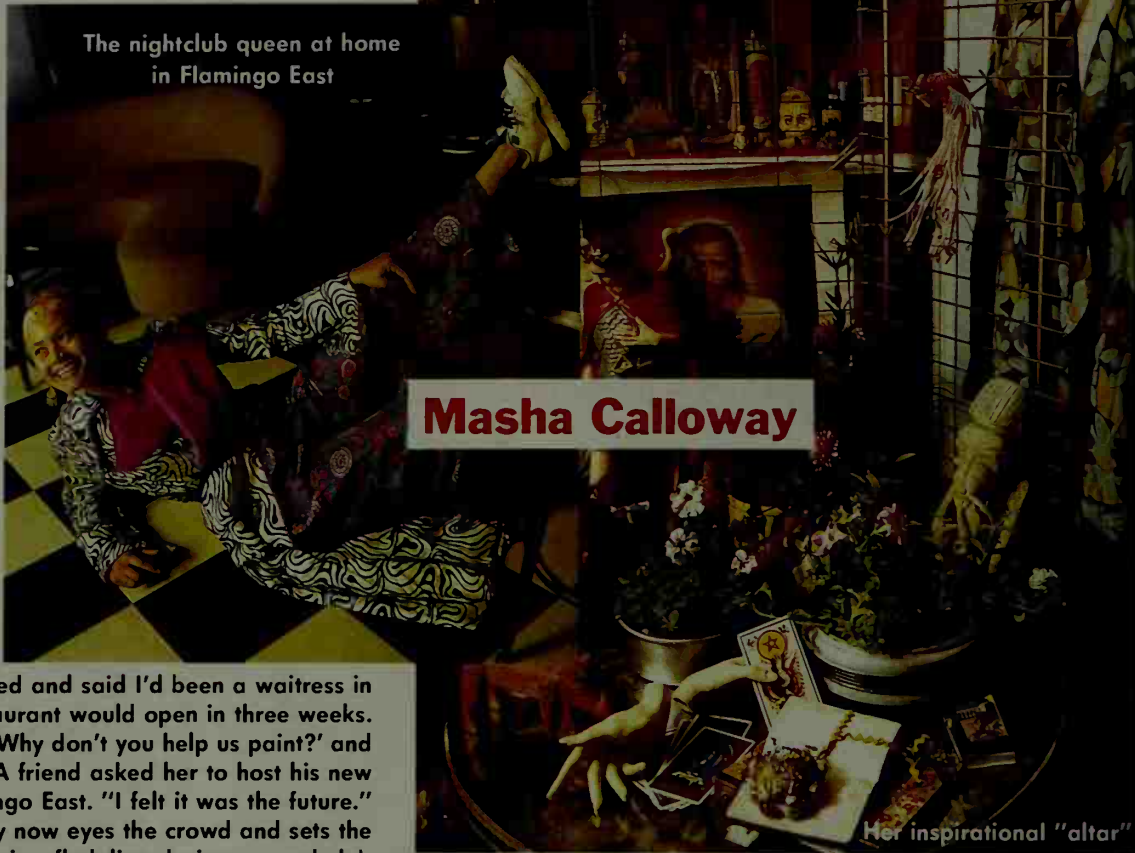 The nightclub queen at home
in Flamingo East
Masha Calloway
ed and said I'd been a waitress in
aurant would open in three weeks.
Why don't you help us paint?' and
A friend asked her to host his new
ngo East. "I felt it was the future."
y now eyes the crowd and sets the
Her inspirational "altar"